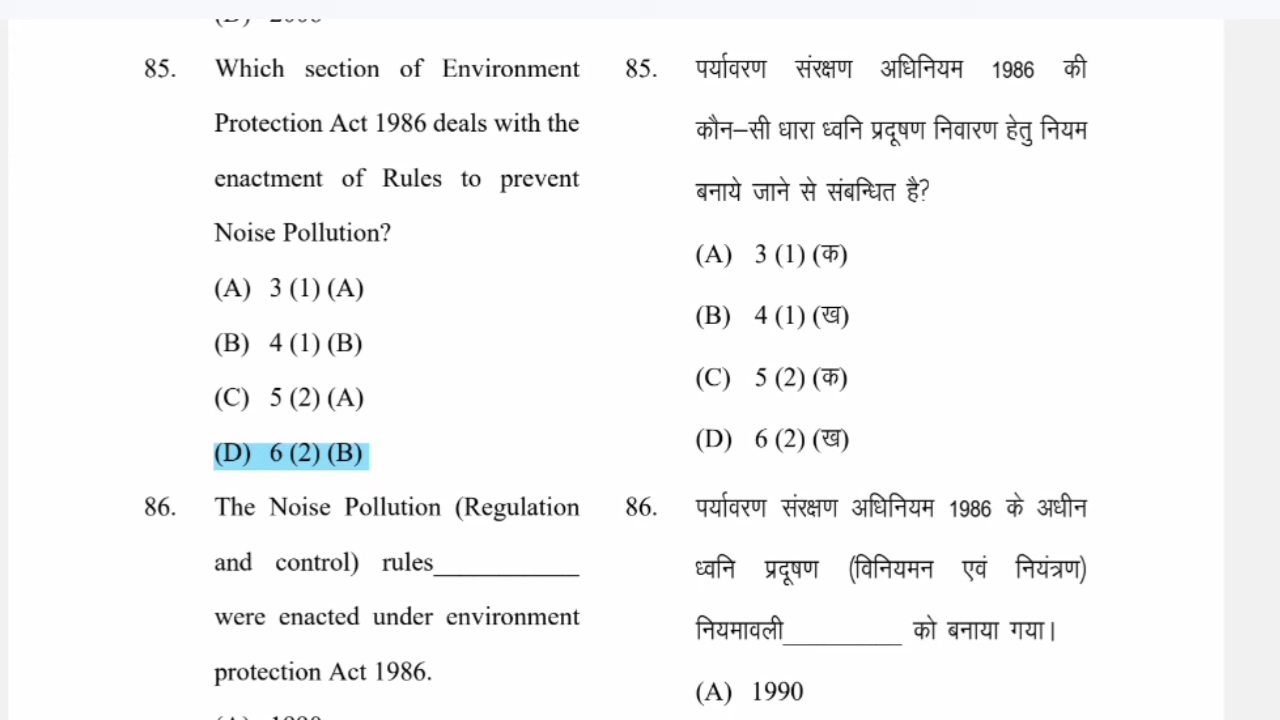 85. Which section of Environment
Protection Act 1986 deals with the
enactment of Rules to prevent
Noise Pollution?
(A) 3 (1) (A)
(B) 4 (1) (B)
(C) 5 (2) (A)
(D) 6 (2) (B)
86. The Noise Pollution (Regulation
and control) rules___________
were enacted under environment
protection Act 1986.
85. पर्यावरण संरक्षण अधिनियम 1986 की
कौन–सी धारा ध्वनि प्रदूषण निवारण हेतु नियम
बनाये जाने से संबन्धित है?
(A) 3 (1) (क)
(B) 4 (1) (ख)
(C) 5 (2) (क)
(D) 6 (2) (ख)
86. पर्यावरण संरक्षण अधिनियम 1986 के अधीन
ध्वनि प्रदूषण (विनियमन एवं नियंत्रण)
नियमावली_________ को बनाया गया।
(A) 1990